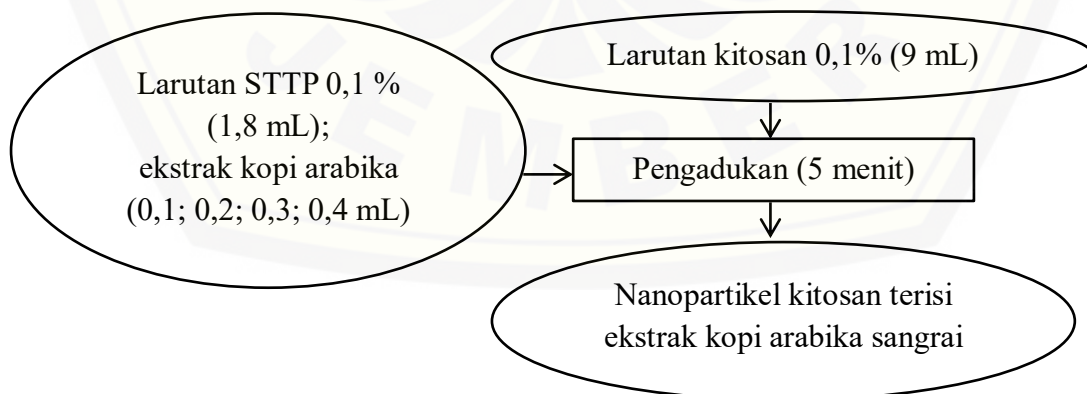 Larutan STTP 0,1 %
(1,8 mL);
ekstrak kopi arabika
(0,1; 0,2; 0,3; 0,4 mL)
Larutan kitosan 0,1% (9 mL)
Pengadukan (5 menit)
Nanopartikel kitosan terisi
ekstrak kopi arabika sangrai
JEMBER